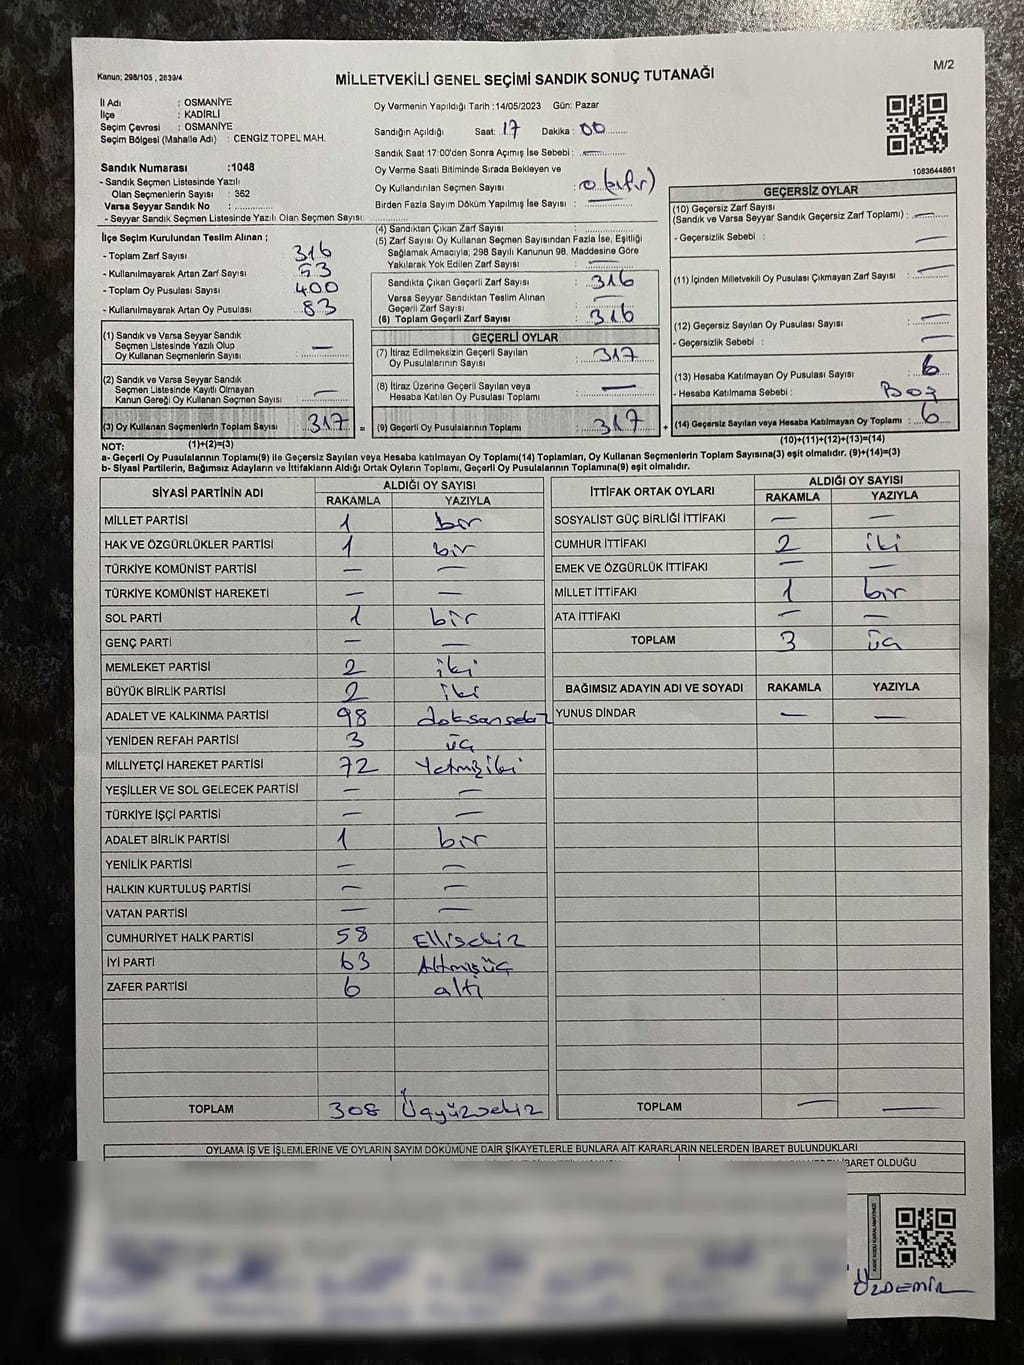 Kanun; 298/105 , 2839/4
MİLLETVEKİLİ GENEL SEÇİMİ SANDIK SONUÇ TUTANAĞI
M/2
İl Adı : OSMANİYE
İlçe : KADİRLİ
Seçim Çevresi : OSMANİYE
Seçim Bölgesi (Mahalle Adı) : CENGİZ TOPEL MAH.
Sandık Numarası :1048
- Sandık Seçmen Listesinde Yazılı
Olan Seçmenlerin Sayısı : 362
Varsa Seyyar Sandık No :
- Seyyar Sandık Seçmen Listesinde Yazılı Olan Seçmen Sayısı:
Oy Vermenin Yapıldığı Tarih :14/05/2023 Gün: Pazar
Sandığın Açıldığı Saat: 17 Dakika : 00
Sandık Saat 17:00'den Sonra Açımış İse Sebebi : —
Oy Verme Saati Bitiminde Sırada Bekleyen ve
Oy Kullandırılan Seçmen Sayısı : 0 (sıfır)
Birden Fazla Sayım Döküm Yapılmış İse Sayısı : —
1083644861
İlçe Seçim Kurulundan Teslim Alınan ;
- Toplam Zarf Sayısı : 316
- Kullanılmayarak Artan Zarf Sayısı : 53
- Toplam Oy Pusulası Sayısı : 400
- Kullanılmayarak Artan Oy Pusulası : 83
(1) Sandık ve Varsa Seyyar Sandık
Seçmen Listesinde Yazılı Olup
Oy Kullanan Seçmenlerin Sayısı : —
(2) Sandık ve Varsa Seyyar Sandık
Seçmen Listesinde Kayıtlı Olmayan
Kanun Gereği Oy Kullanan Seçmen Sayısı : —
(3) Oy Kullanan Seçmenlerin Toplam Sayısı : 317 =
(1)+(2)=(3)
(4) Sandıktan Çıkan Zarf Sayısı :
(5) Zarf Sayısı Oy Kullanan Seçmen Sayısından Fazla İse, Eşitliği
Sağlamak Amacıyla, 298 Sayılı Kanunun 98. Maddesine Göre
Yakılarak Yok Edilen Zarf Sayısı : —
Sandıkta Çıkan Geçerli Zarf Sayısı : 316
Varsa Seyyar Sandıktan Teslim Alınan
Geçerli Zarf Sayısı : —
(6) Toplam Geçerli Zarf Sayısı : 316
GEÇERLİ OYLAR
(7) İtiraz Edilmeksizin Geçerli Sayılan
Oy Pusulalarının Sayısı : 317
(8) İtiraz Üzerine Geçerli Sayılan veya
Hesaba Katılan Oy Pusulası Toplamı : —
(9) Geçerli Oy Pusulalarının Toplamı : 317 +
GEÇERSİZ OYLAR
(10) Geçersiz Zarf Sayısı
(Sandık ve Varsa Seyyar Sandık Geçersiz Zarf Toplamı) : —
- Geçersizlik Sebebi : —
(11) İçinden Milletvekili Oy Pusulası Çıkmayan Zarf Sayısı : —
(12) Geçersiz Sayılan Oy Pusulası Sayısı : —
- Geçersizlik Sebebi : —
(13) Hesaba Katılmayan Oy Pusulası Sayısı : 6
- Hesaba Katılmama Sebebi : Boş
(14) Geçersiz Sayılan veya Hesaba Katılmayan Oy Toplamı : 6
(10)+(11)+(12)+(13)=(14)
NOT:
a- Geçerli Oy Pusulalarının Toplamı(9) ile Geçersiz Sayılan veya Hesaba katılmayan Oy Toplamı(14) Toplamları, Oy Kullanan Seçmenlerin Toplam Sayısına(3) eşit olmalıdır. (9)+(14)=(3)
b- Siyasi Partilerin, Bağımsız Adayların ve İttifakların Aldığı Ortak Oyların Toplamı, Geçerli Oy Pusulalarının Toplamına(9) eşit olmalıdır.
SİYASİ PARTİNİN ADI ALDIĞI OY SAYISI
RAKAMLA YAZIYLA
MİLLET PARTİSİ 1 bir
HAK VE ÖZGÜRLÜKLER PARTİSİ 1 bir
TÜRKİYE KOMÜNİST PARTİSİ — —
TÜRKİYE KOMÜNİST HAREKETİ — —
SOL PARTİ 1 bir
GENÇ PARTİ — —
MEMLEKET PARTİSİ 2 iki
BÜYÜK BİRLİK PARTİSİ 2 iki
ADALET VE KALKINMA PARTİSİ 98 doksansekiz
YENİDEN REFAH PARTİSİ 3 üç
MİLLİYETÇİ HAREKET PARTİSİ 72 Yetmişiki
YEŞİLLER VE SOL GELECEK PARTİSİ — —
TÜRKİYE İŞÇİ PARTİSİ — —
ADALET BİRLİK PARTİSİ 1 bir
YENİLİK PARTİSİ — —
HALKIN KURTULUŞ PARTİSİ — —
VATAN PARTİSİ — —
CUMHURİYET HALK PARTİSİ 58 Ellisekiz
İYİ PARTİ 63 Altmışüç
ZAFER PARTİSİ 6 altı
TOPLAM 308 Üçyüzsekiz
İTTİFAK ORTAK OYLARI ALDIĞI OY SAYISI
RAKAMLA YAZIYLA
SOSYALİST GÜÇ BİRLİĞİ İTTİFAKI — —
CUMHUR İTTİFAKI 2 iki
EMEK VE ÖZGÜRLÜK İTTİFAKI — —
MİLLET İTTİFAKI 1 bir
ATA İTTİFAKI — —
TOPLAM 3 üç
BAĞIMSIZ ADAYIN ADI VE SOYADI RAKAMLA YAZIYLA
YUNUS DİNDAR — —
TOPLAM — —
OYLAMA İŞ VE İŞLEMLERİNE VE OYLARIN SAYIM DÖKÜMÜNE DAİR ŞİKAYETLERLE BUNLARA AİT KARARLARIN NELERDEN İBARET BULUNDUKLARI
İBARET OLDUĞU
ÖZDEMİR